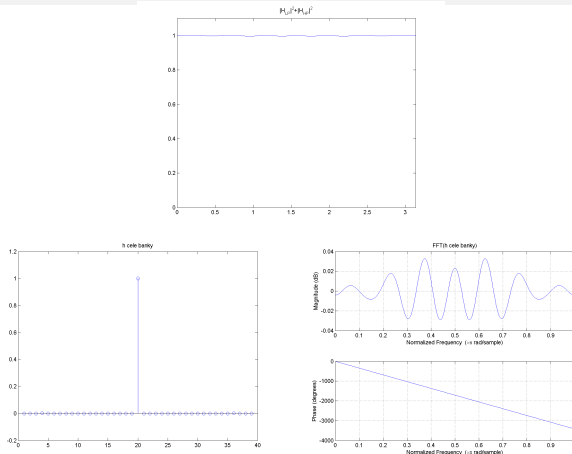 |H_LP|²+|H_HP|²
1
0.8
0.6
0.4
0.2
0
0 0.5 1 1.5 2 2.5 3
h cele banky
1.2
1
0.8
0.6
0.4
0.2
0
-0.2
0 5 10 15 20 25 30 35 40
FFT(h cele banky)
Magnitude (dB)
0.04
0.02
0
-0.02
-0.04
0 0.1 0.2 0.3 0.4 0.5 0.6 0.7 0.8 0.9
Normalized Frequency (×π rad/sample)
Phase (degrees)
0
-1000
-2000
-3000
-4000
0 0.1 0.2 0.3 0.4 0.5 0.6 0.7 0.8 0.9
Normalized Frequency (×π rad/sample)